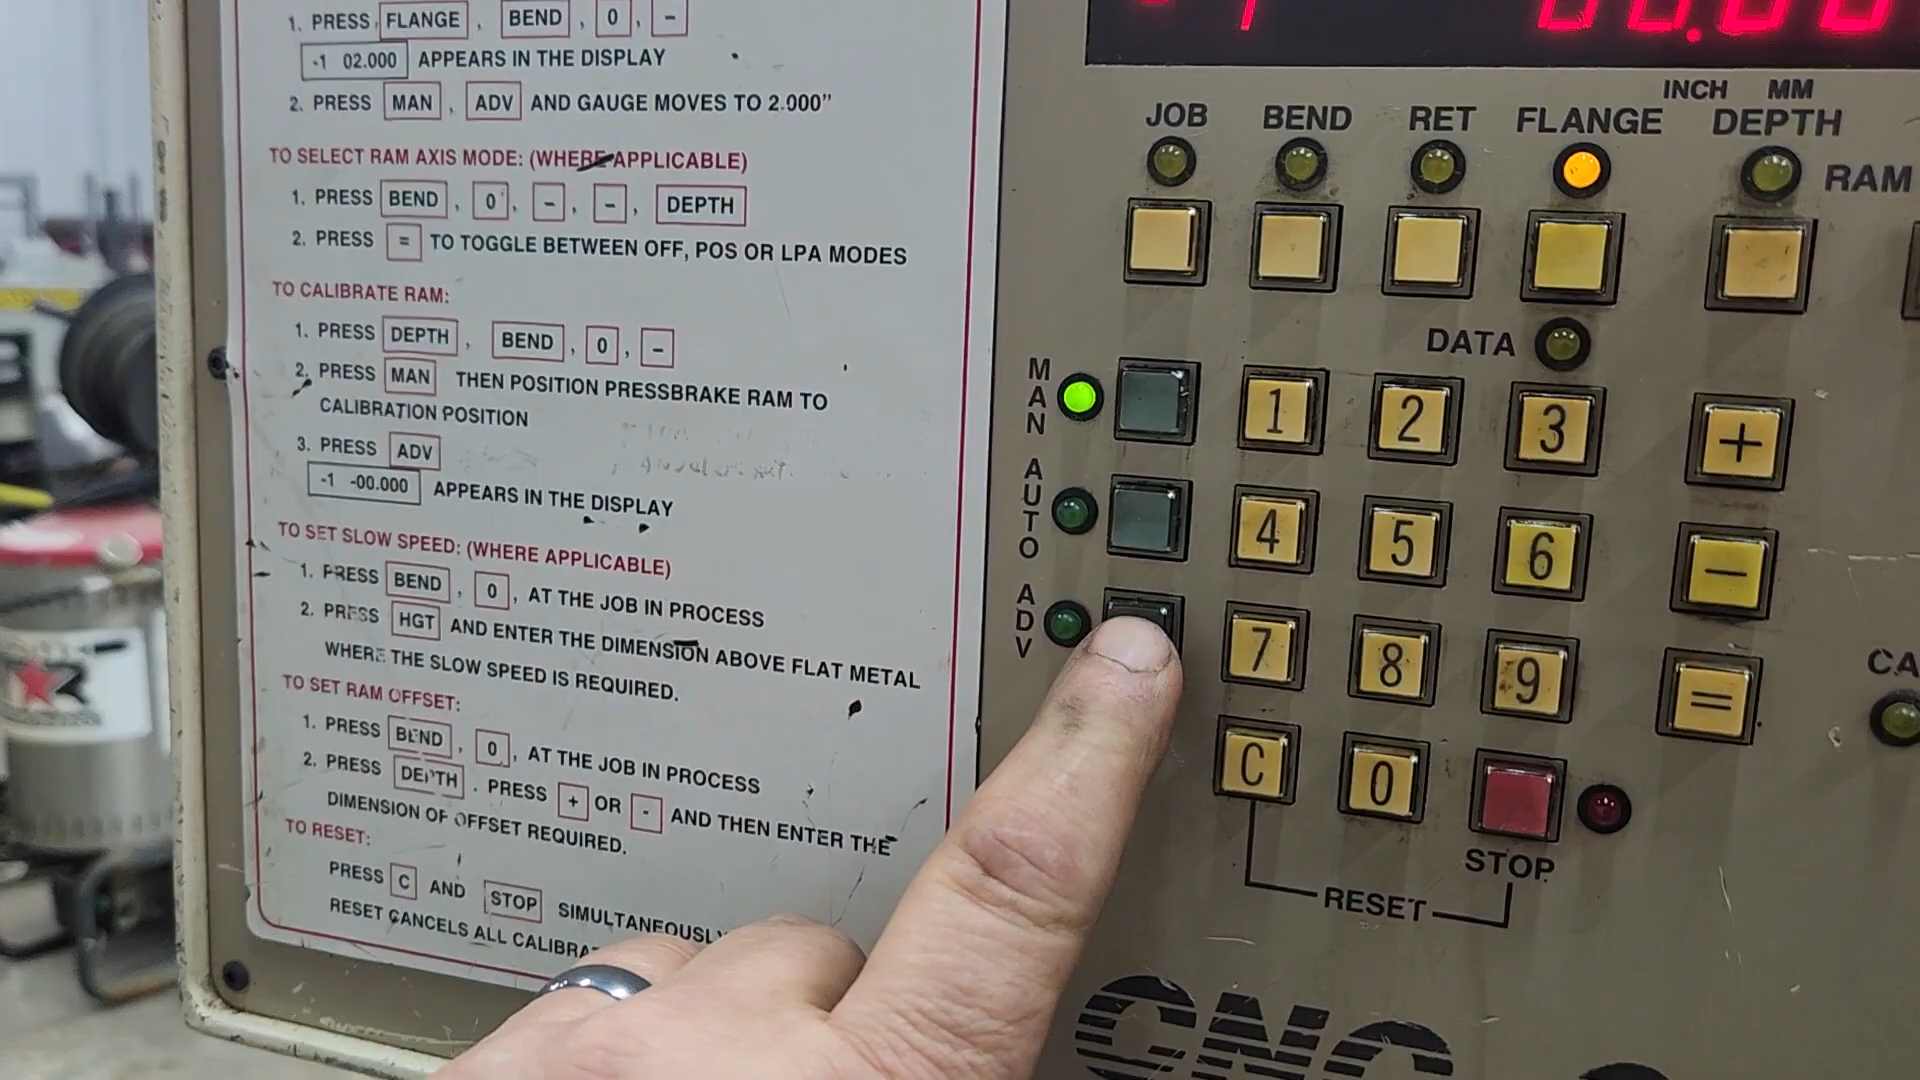 1. PRESS FLANGE, BEND, 0, -
-1 02.000 APPEARS IN THE DISPLAY
2. PRESS MAN, ADV AND GAUGE MOVES TO 2.000"
TO SELECT RAM AXIS MODE: (WHERE APPLICABLE)
1. PRESS BEND, 0, -, -, DEPTH
2. PRESS = TO TOGGLE BETWEEN OFF, POS OR LPA MODES
TO CALIBRATE RAM:
1. PRESS DEPTH, BEND, 0, -
2. PRESS MAN THEN POSITION PRESSBRAKE RAM TO
CALIBRATION POSITION
3. PRESS ADV
-1 -00.000 APPEARS IN THE DISPLAY
TO SET SLOW SPEED: (WHERE APPLICABLE)
1. PRESS BEND, 0, AT THE JOB IN PROCESS
2. PRESS HGT AND ENTER THE DIMENSION ABOVE FLAT METAL
WHERE THE SLOW SPEED IS REQUIRED.
TO SET RAM OFFSET:
1. PRESS BEND, 0, AT THE JOB IN PROCESS
2. PRESS DEPTH. PRESS + OR - AND THEN ENTER THE
DIMENSION OF OFFSET REQUIRED.
TO RESET:
PRESS C AND STOP SIMULTANEOUSLY
RESET CANCELS ALL
INCH MM
JOB BEND RET FLANGE DEPTH
RAM
DATA
MAN 1 2 3 +
AUTO 4 5 6 -
ADV 7 8 9 =
C 0
STOP
RESET
CNC